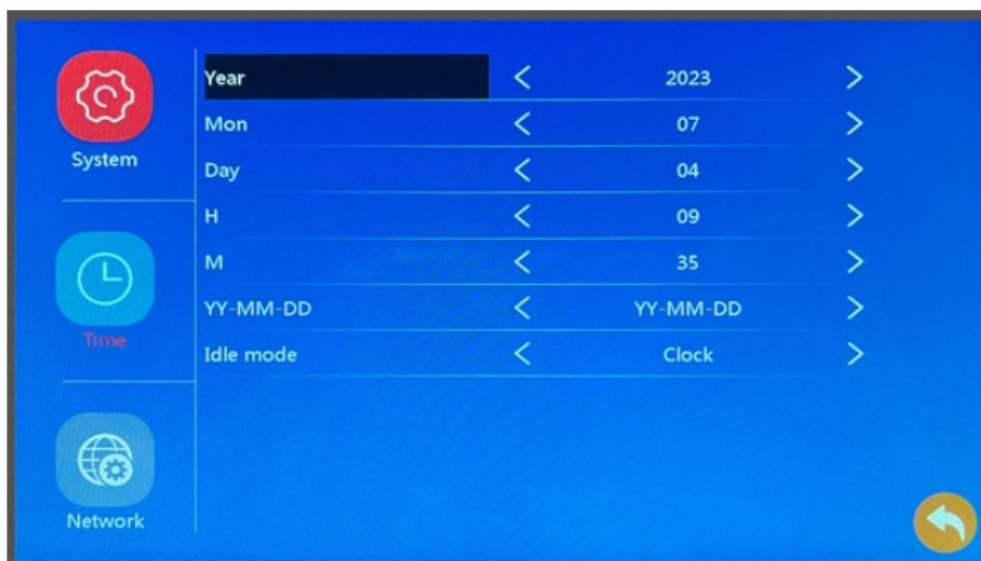 System
Time
Network
Year < 2023 >
Mon < 07 >
Day < 04 >
H < 09 >
M < 35 >
YY-MM-DD < YY-MM-DD >
Idle mode < Clock >